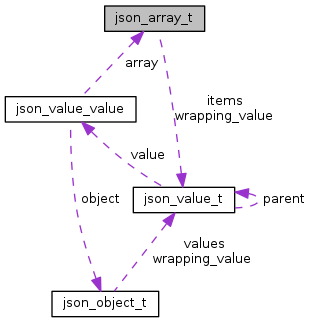 json_array_t
array
items
wrapping_value
json_value_value
value
object
json_value_t
parent
values
wrapping_value
json_object_t